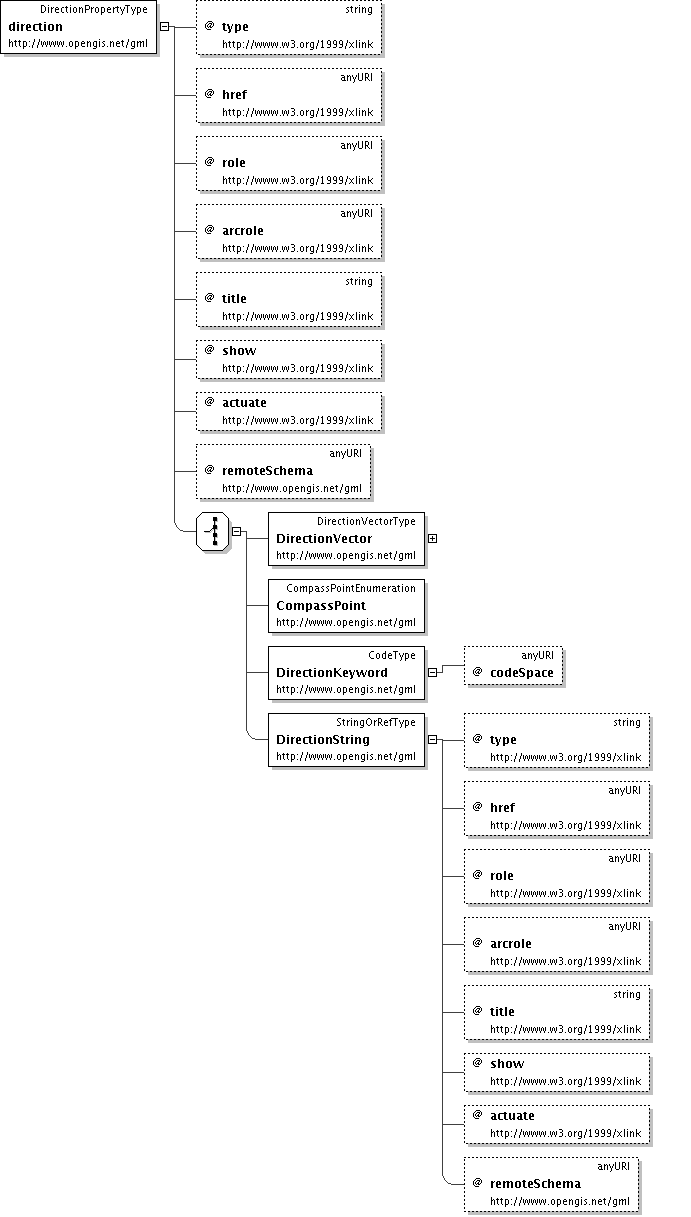 DirectionPropertyType
direction
http://www.opengis.net/gml
string
@ type
http://www.w3.org/1999/xlink
anyURI
@ href
http://www.w3.org/1999/xlink
anyURI
@ role
http://www.w3.org/1999/xlink
anyURI
@ arcrole
http://www.w3.org/1999/xlink
string
@ title
http://www.w3.org/1999/xlink
@ show
http://www.w3.org/1999/xlink
@ actuate
http://www.w3.org/1999/xlink
anyURI
@ remoteSchema
http://www.opengis.net/gml
DirectionVectorType
DirectionVector
http://www.opengis.net/gml
CompassPointEnumeration
CompassPoint
http://www.opengis.net/gml
CodeType
DirectionKeyword
http://www.opengis.net/gml
anyURI
@ codeSpace
StringOrRefType
DirectionString
http://www.opengis.net/gml
string
@ type
http://www.w3.org/1999/xlink
anyURI
@ href
http://www.w3.org/1999/xlink
anyURI
@ role
http://www.w3.org/1999/xlink
anyURI
@ arcrole
http://www.w3.org/1999/xlink
string
@ title
http://www.w3.org/1999/xlink
@ show
http://www.w3.org/1999/xlink
@ actuate
http://www.w3.org/1999/xlink
anyURI
@ remoteSchema
http://www.opengis.net/gml